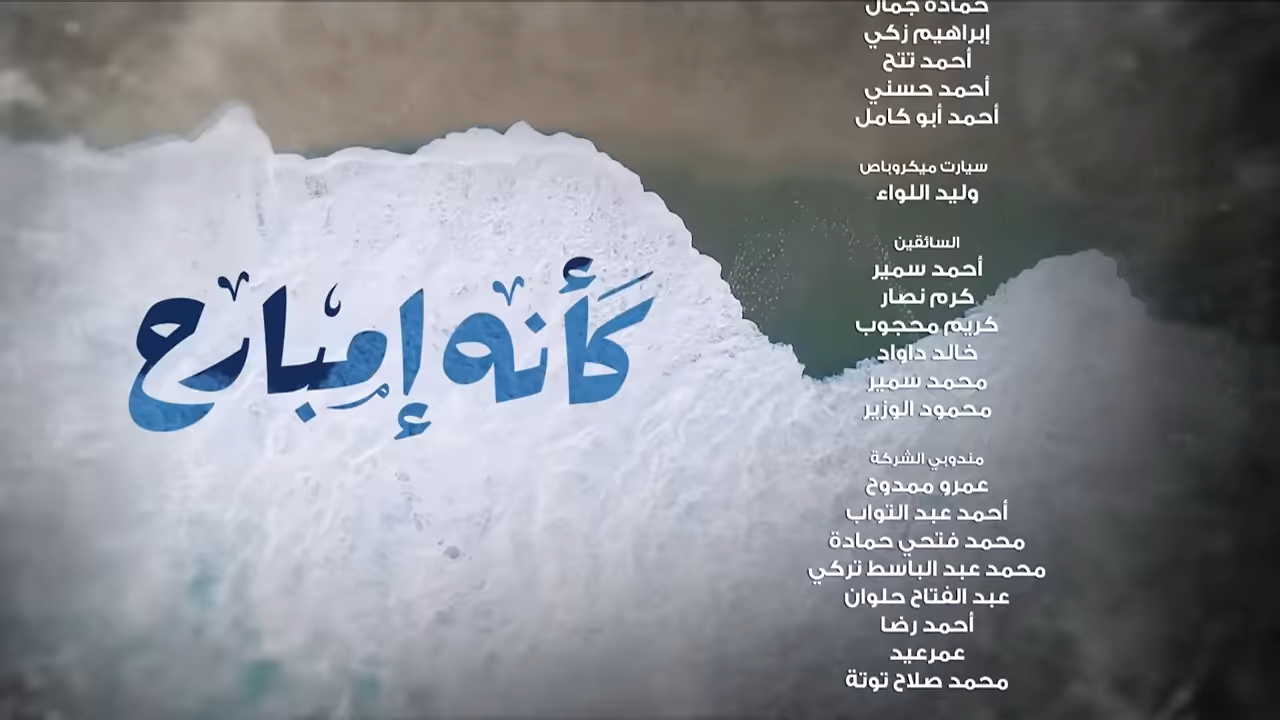 كأنه إمبارح
حمادة جمال
إبراهيم زكي
أحمد تتح
أحمد حسني
أحمد أبو كامل
سيارت ميكروباص
وليد اللواء
السائقين
أحمد سمير
كرم نصار
كريم محجوب
خالد داواد
محمد سمير
محمود الوزير
مندوبي الشركة
عمرو ممدوح
أحمد عبد التواب
محمد فتحي حمادة
محمد عبد الباسط تركي
عبد الفتاح حلوان
أحمد رضا
عمرعيد
محمد صلاح توتة